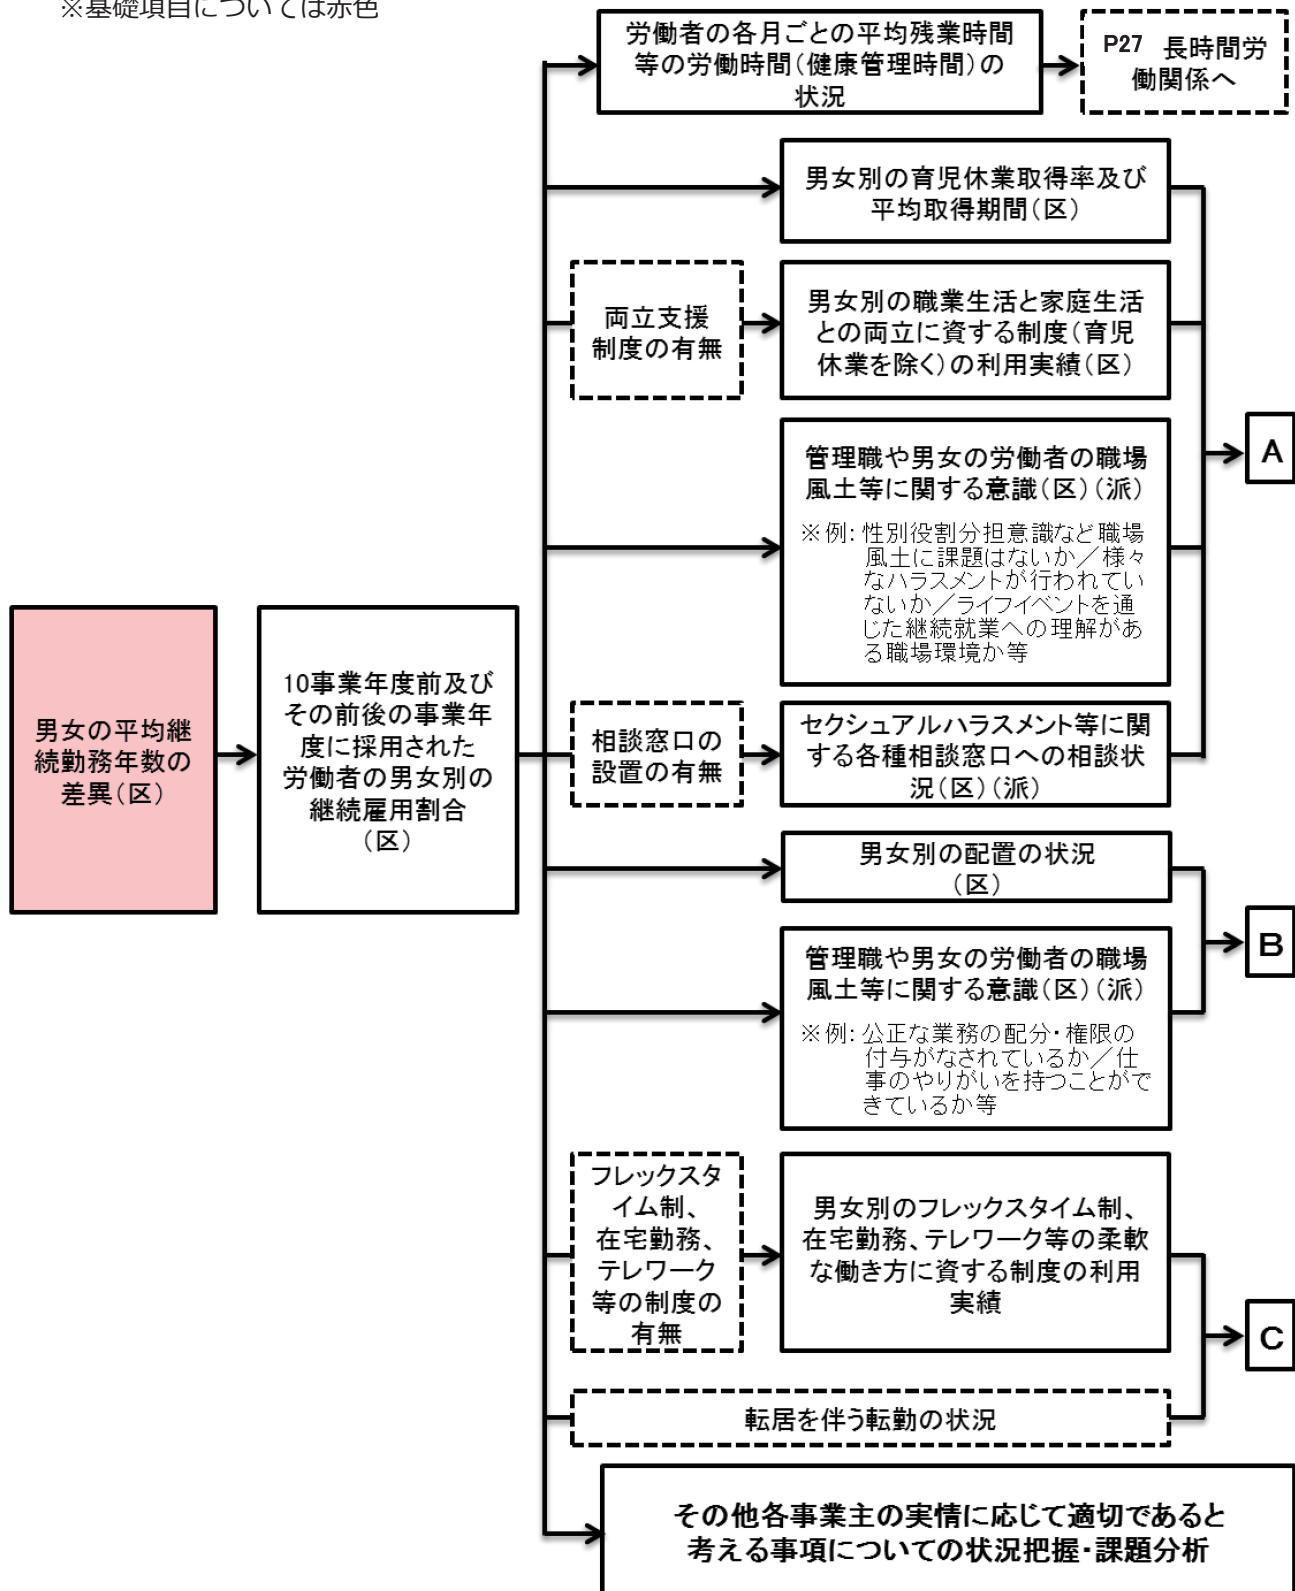 ※基礎項目については赤色
労働者の各月ごとの平均残業時間
等の労働時間(健康管理時間)の
状況
P27 長時間労
働関係へ
男女別の育児休業取得率及び
平均取得期間(区)
両立支援
制度の有無
男女別の職業生活と家庭生活
との両立に資する制度(育児
休業を除く)の利用実績(区)
管理職や男女の労働者の職場
風土等に関する意識(区)(派)
※例:性別役割分担意識など職場
風土に課題はないか/様々
なハラスメントが行われてい
ないか/ライフイベントを通
じた継続就業への理解があ
る職場環境か等
A
男女の平均継
続勤務年数の
差異(区)
10事業年度前及び
その前後の事業年
度に採用された
労働者の男女別の
継続雇用割合
(区)
相談窓口の
設置の有無
セクシュアルハラスメント等に関
する各種相談窓口への相談状
況(区)(派)
男女別の配置の状況
(区)
管理職や男女の労働者の職場
風土等に関する意識(区)(派)
※例:公正な業務の配分・権限の
付与がなされているか/仕
事のやりがいを持つことがで
きているか等
B
フレックスタ
イム制、
在宅勤務、
テレワーク
等の制度の
有無
男女別のフレックスタイム制、
在宅勤務、テレワーク等の柔軟
な働き方に資する制度の利用
実績
C
転居を伴う転勤の状況
その他各事業主の実情に応じて適切であると
考える事項についての状況把握・課題分析